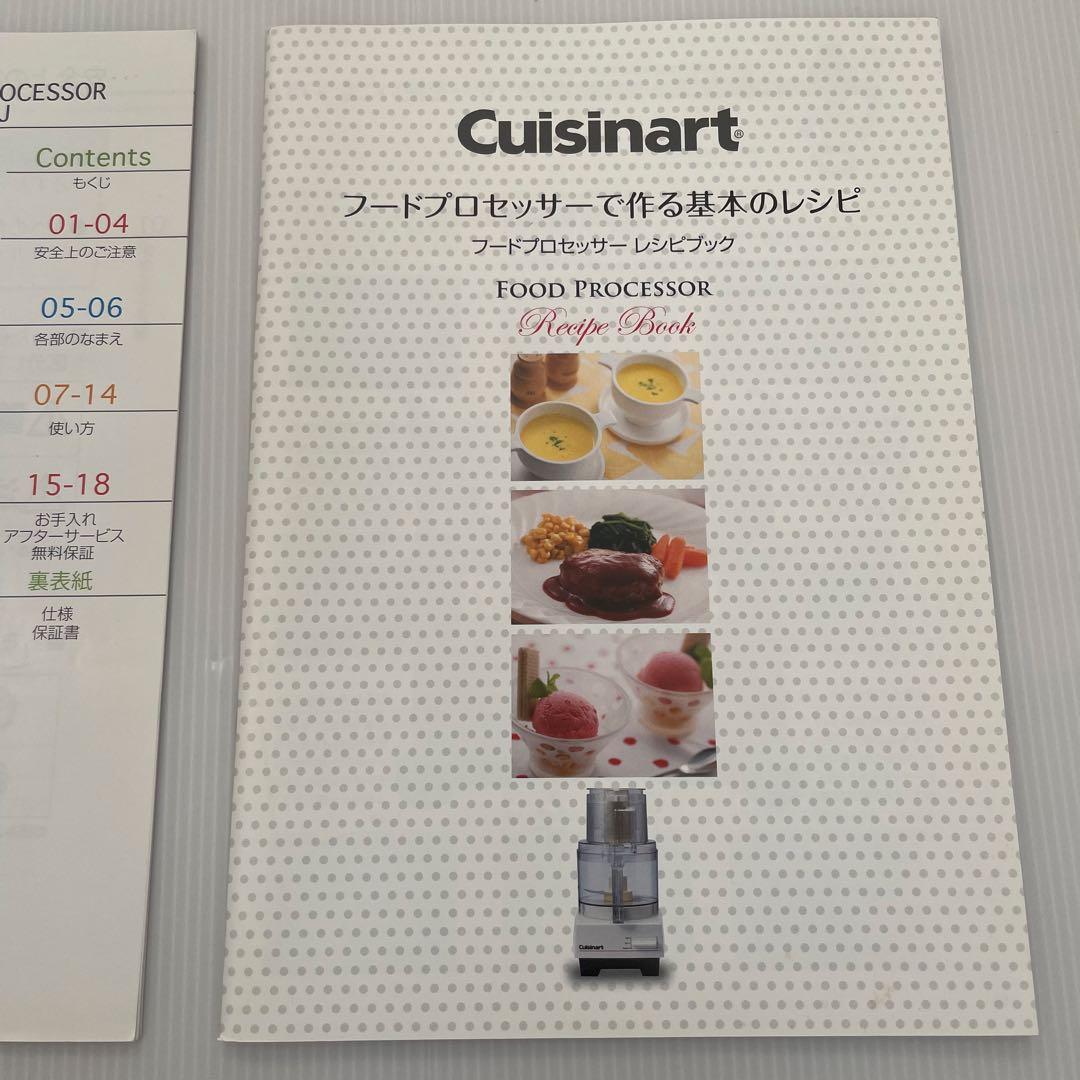 OCESSOR
J
Contents
もくじ
01-04
安全上のご注意
05-06
各部のなまえ
07-14
使い方
15-18
お手入れ
アフターサービス
無料保証
裏表紙
仕様
保証書
Cuisinart®
フードプロセッサーで作る基本のレシピ
フードプロセッサー レシピブック
FOOD PROCESSOR
Recipe Book
Cuisinart